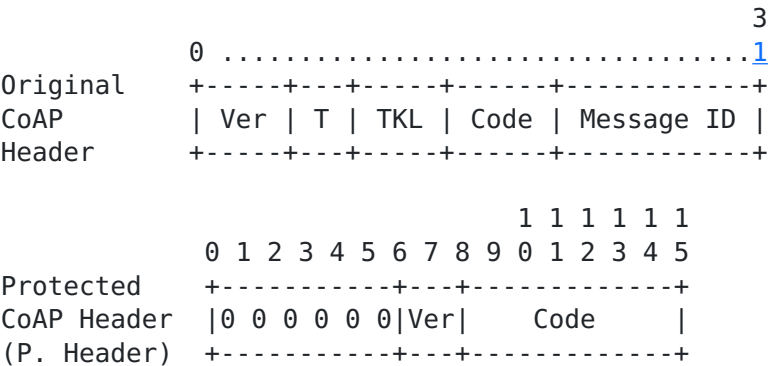 3
            0 ..................................1
Original    +-----+---+-----+------+------------+
CoAP        | Ver | T | TKL | Code | Message ID |
Header      +-----+---+-----+------+------------+
                                 1 1 1 1 1 1
             0 1 2 3 4 5 6 7 8 9 0 1 2 3 4 5
Protected    +-----------+---+-------------+
CoAP Header  |0 0 0 0 0 0|Ver|    Code     |
(P. Header)  +-----------+---+-------------+